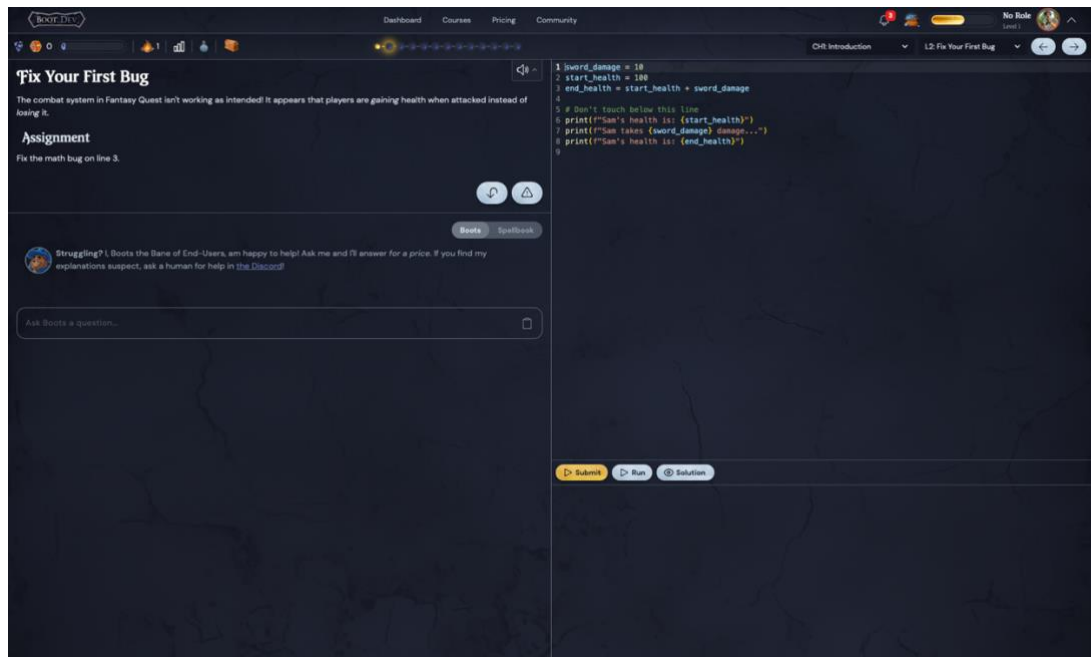 BOOT.DEV
Dashboard Courses Pricing Community
3
No Role
Level 1
0
1
CH1: Introduction
L2: Fix Your First Bug
Fix Your First Bug
The combat system in Fantasy Quest isn't working as intended! It appears that players are gaining health when attacked instead of
losing it.
Assignment
Fix the math bug on line 3.
Boots Spellbook
Struggling? I, Boots the Bane of End-Users, am happy to help! Ask me and I'll answer for a price. If you find my
explanations suspect, ask a human for help in the Discord!
Ask Boots a question...
1 sword_damage = 10
2 start_health = 100
3 end_health = start_health + sword_damage
4
5 # Don't touch below this line
6 print(f"Sam's health is: {start_health}")
7 print(f"Sam takes {sword_damage} damage...")
8 print(f"Sam's health is: {end_health}")
9
Submit Run Solution